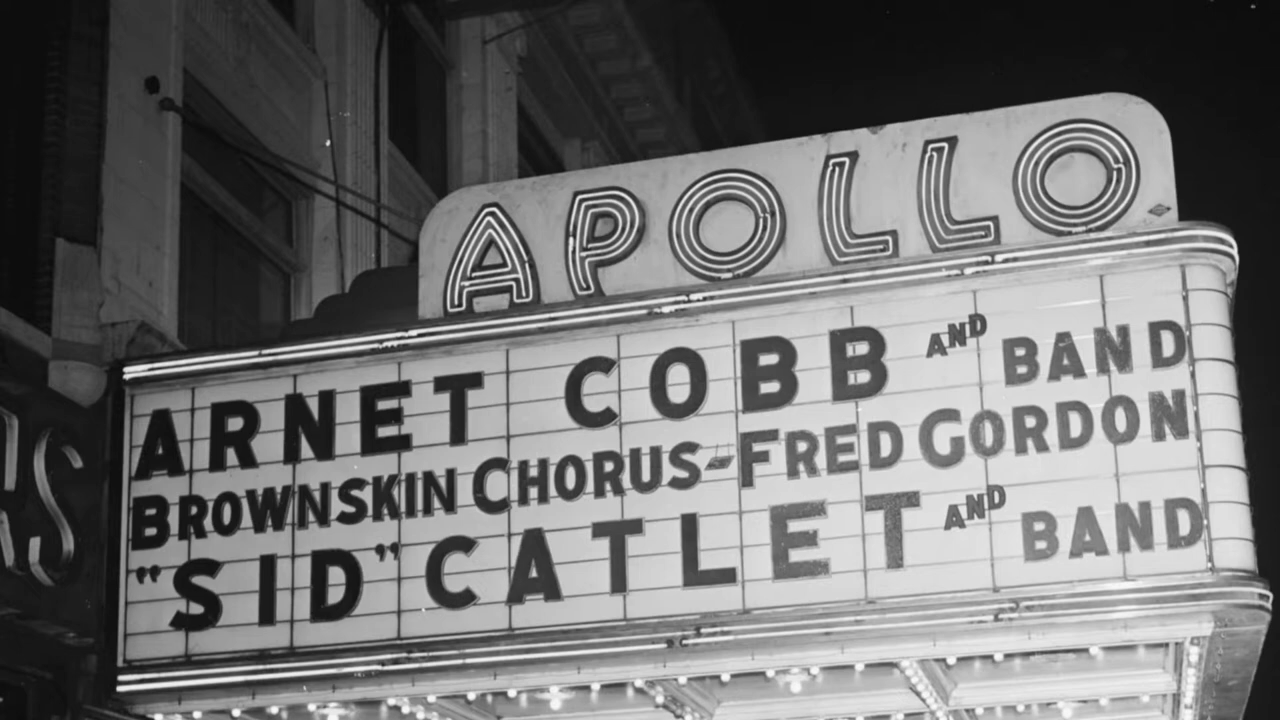 APOLLO
ARNET COBB AND BAND
BROWNSKIN CHORUS-FRED GORDON
"SID" CATLET AND BAND